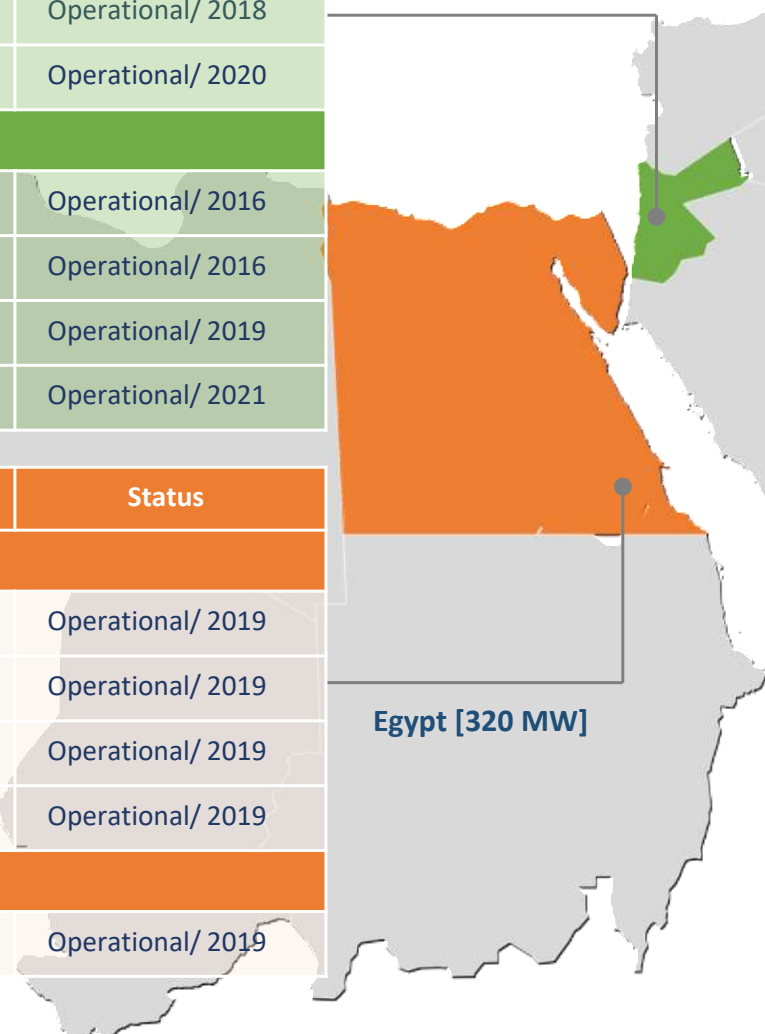 Operational/ 2018
Operational/ 2020
Operational/ 2016
Operational/ 2016
Operational/ 2019
Operational/ 2021
Status
Operational/ 2019
Operational/ 2019
Operational/ 2019
Operational/ 2019
Operational/ 2019
Egypt [320 MW]